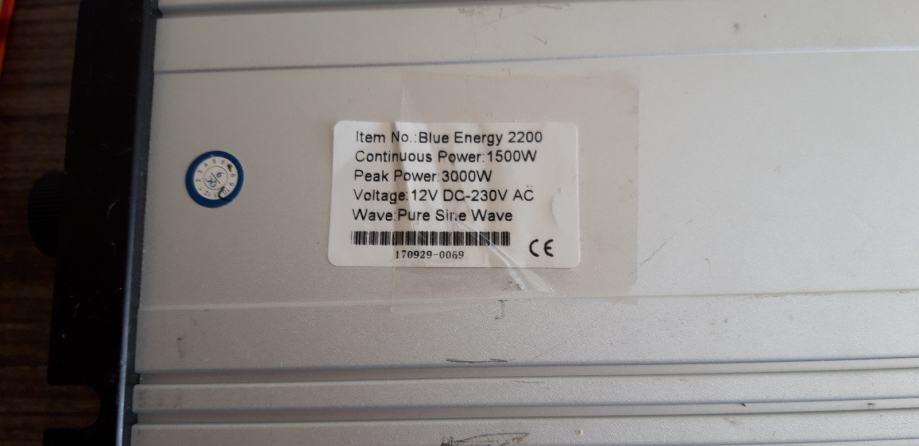 Item No.:Blue Energy 2200
Continuous Power:1500W
Peak Power:3000W
Voltage:12V DC-230V AC
Wave:Pure Sine Wave
170929-0069
CE